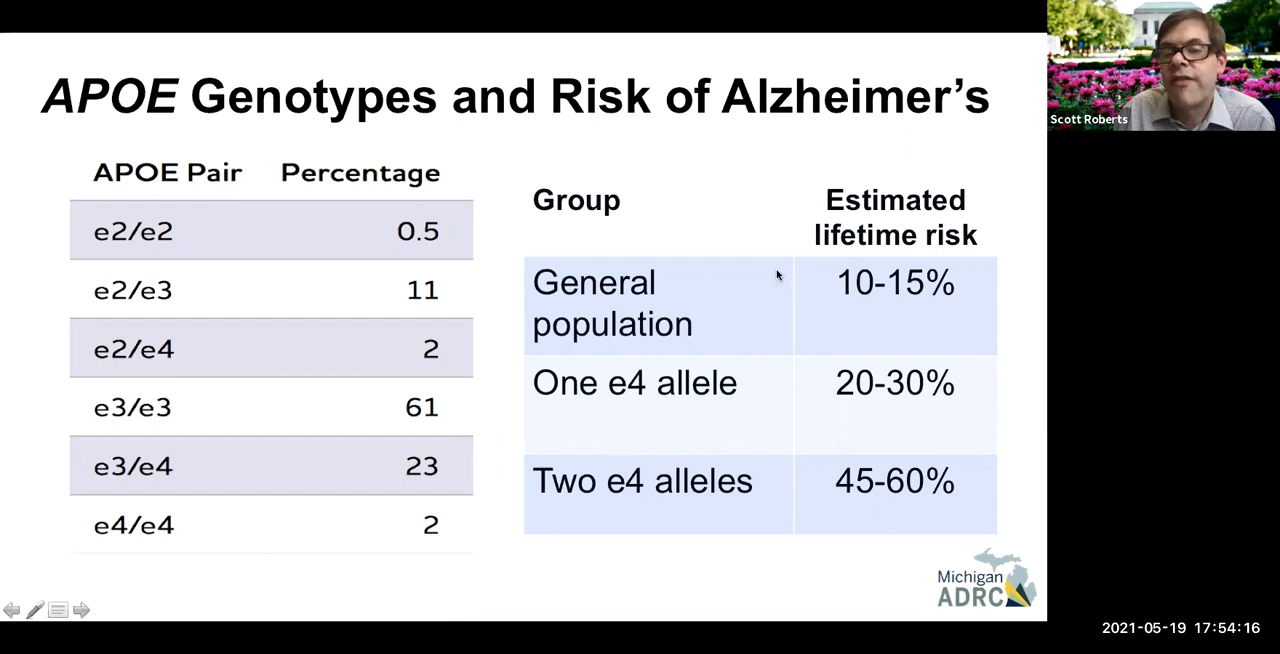 APOE Genotypes and Risk of Alzheimer’s
APOE Pair Percentage
e2/e2 0.5
e2/e3 11
e2/e4 2
e3/e3 61
e3/e4 23
e4/e4 2
Group Estimated
lifetime risk
General 10-15%
population
One e4 allele 20-30%
Two e4 alleles 45-60%
Michigan
ADRC
Scott Roberts
2021-05-19 17:54:16